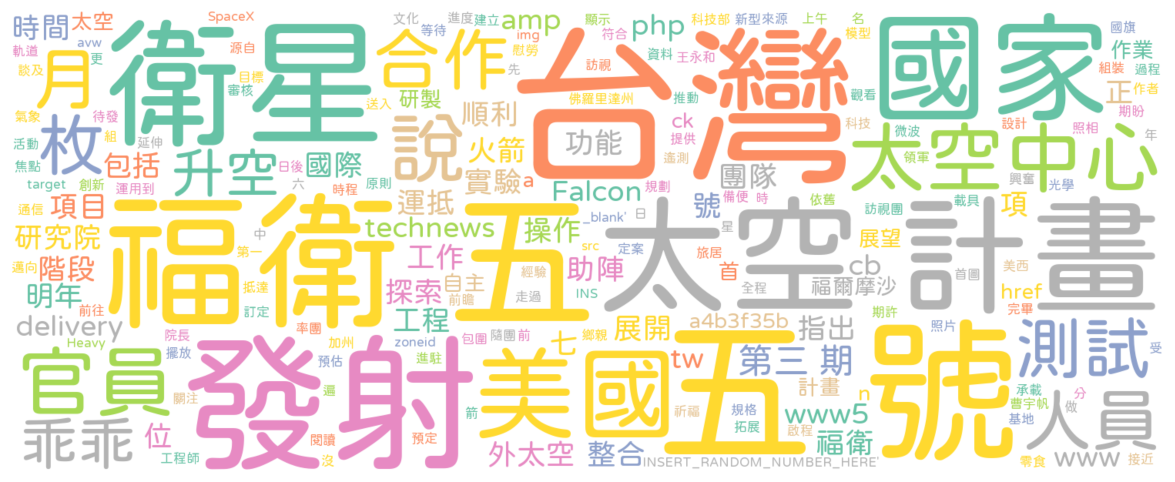 時間
太空
SpaceX
文化
進度
建立
amp
顯示
php
科技部
新型來源
上午
名
國旗
軌道
avw
更
衛星
源自
合作
等待
img
符合
慰勞
台灣
資料
王永和
模型
國家
作業
談及
月
目標
審核
先
訪視
組裝
過程
氣象
待發
送入
研製
順利
佛羅里達州
推動
觀看
正
作者
枚
組
延伸
說
ck
科技
設計
期盼
活動
包括
火箭
功能
提供
微波
照相
年
焦點
升空
日後
國際
實驗
a
遙測
團隊
太空中心
領軍
興奮
target
創新
運用到
六
時程
原則
運抵
Falcon
規劃
備便
時
依舊
載具
光學
通信
項目
福衛五
_blank'
日
號
星
訪視團
項
研究院
中
technews
操作
太空計畫
展望
邁向
第一
工作
src
定案
旅居
階段
抵達
探索
自主
經驗
助陣
首
cb
首圖
美西
明年
前往
訂定
前瞻
走過
INS
全程
福爾摩沙
href
完畢
delivery
率團
工程
a4b3f35b
指出
期許
照片
院長
Heavy
加州
zoneid
包圍
隨團
前
七
鄉親
展開
官員
擺放
發射
預估
進駐
美國
五
tw
第三
期
號
測試
受
遍
關注
箭
計畫
n
承載
曹宇帆
分
做
乖乖
位
閱讀
預定
祈福
規格
拓展
www5
啟程
福衛
基地
人員
工程師
沒
外太空
整合
INSERT_RANDOM_NUMBER_HERE'
零食
www
接近